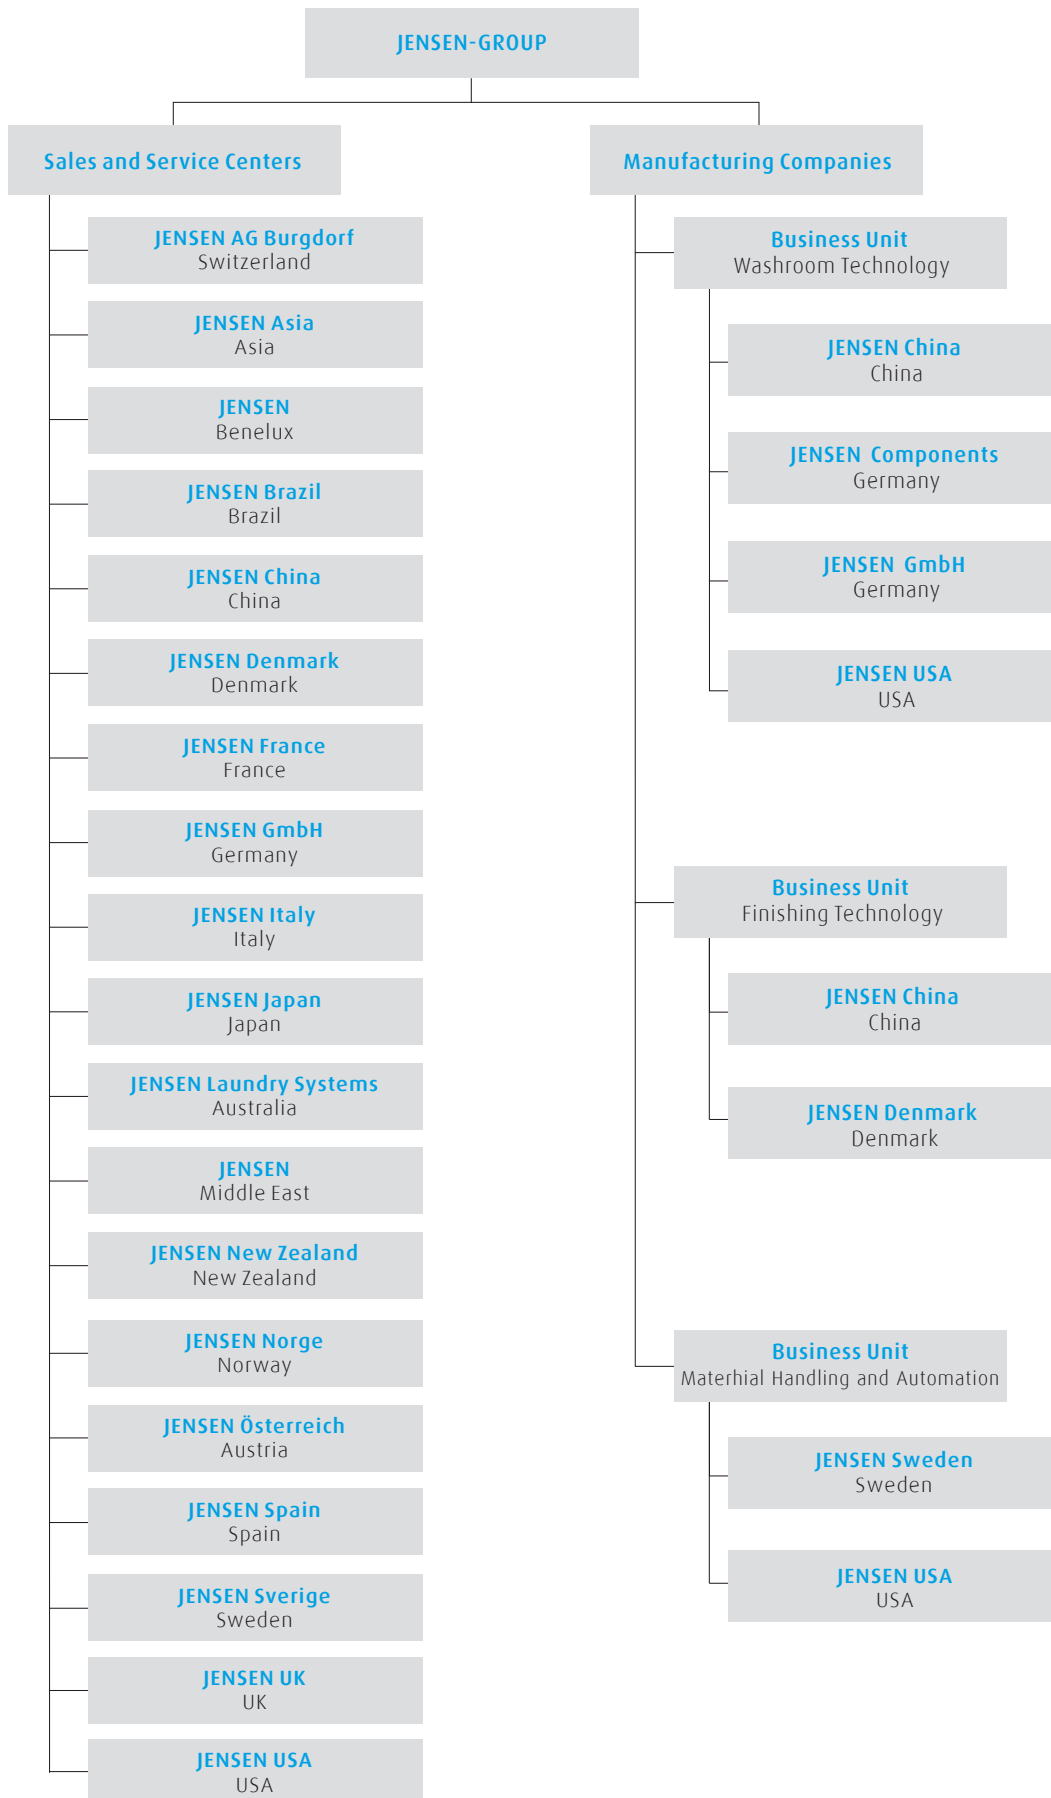 JENSEN-GROUP
Sales and Service Centers
JENSEN AG Burgdorf
Switzerland
JENSEN Asia
Asia
JENSEN
Benelux
JENSEN Brazil
Brazil
JENSEN China
China
JENSEN Denmark
Denmark
JENSEN France
France
JENSEN GmbH
Germany
JENSEN Italy
Italy
JENSEN Japan
Japan
JENSEN Laundry Systems
Australia
JENSEN
Middle East
JENSEN New Zealand
New Zealand
JENSEN Norge
Norway
JENSEN Österreich
Austria
JENSEN Spain
Spain
JENSEN Sverige
Sweden
JENSEN UK
UK
JENSEN USA
USA
Manufacturing Companies
Business Unit
Washroom Technology
JENSEN China
China
JENSEN Components
Germany
JENSEN GmbH
Germany
JENSEN USA
USA
Business Unit
Finishing Technology
JENSEN China
China
JENSEN Denmark
Denmark
Business Unit
Materhial Handling and Automation
JENSEN Sweden
Sweden
JENSEN USA
USA